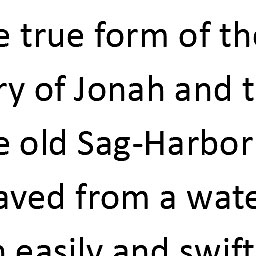 e true form of the
ry of Jonah and t
e old Sag-Harbor
aved from a wate
n easily and swift